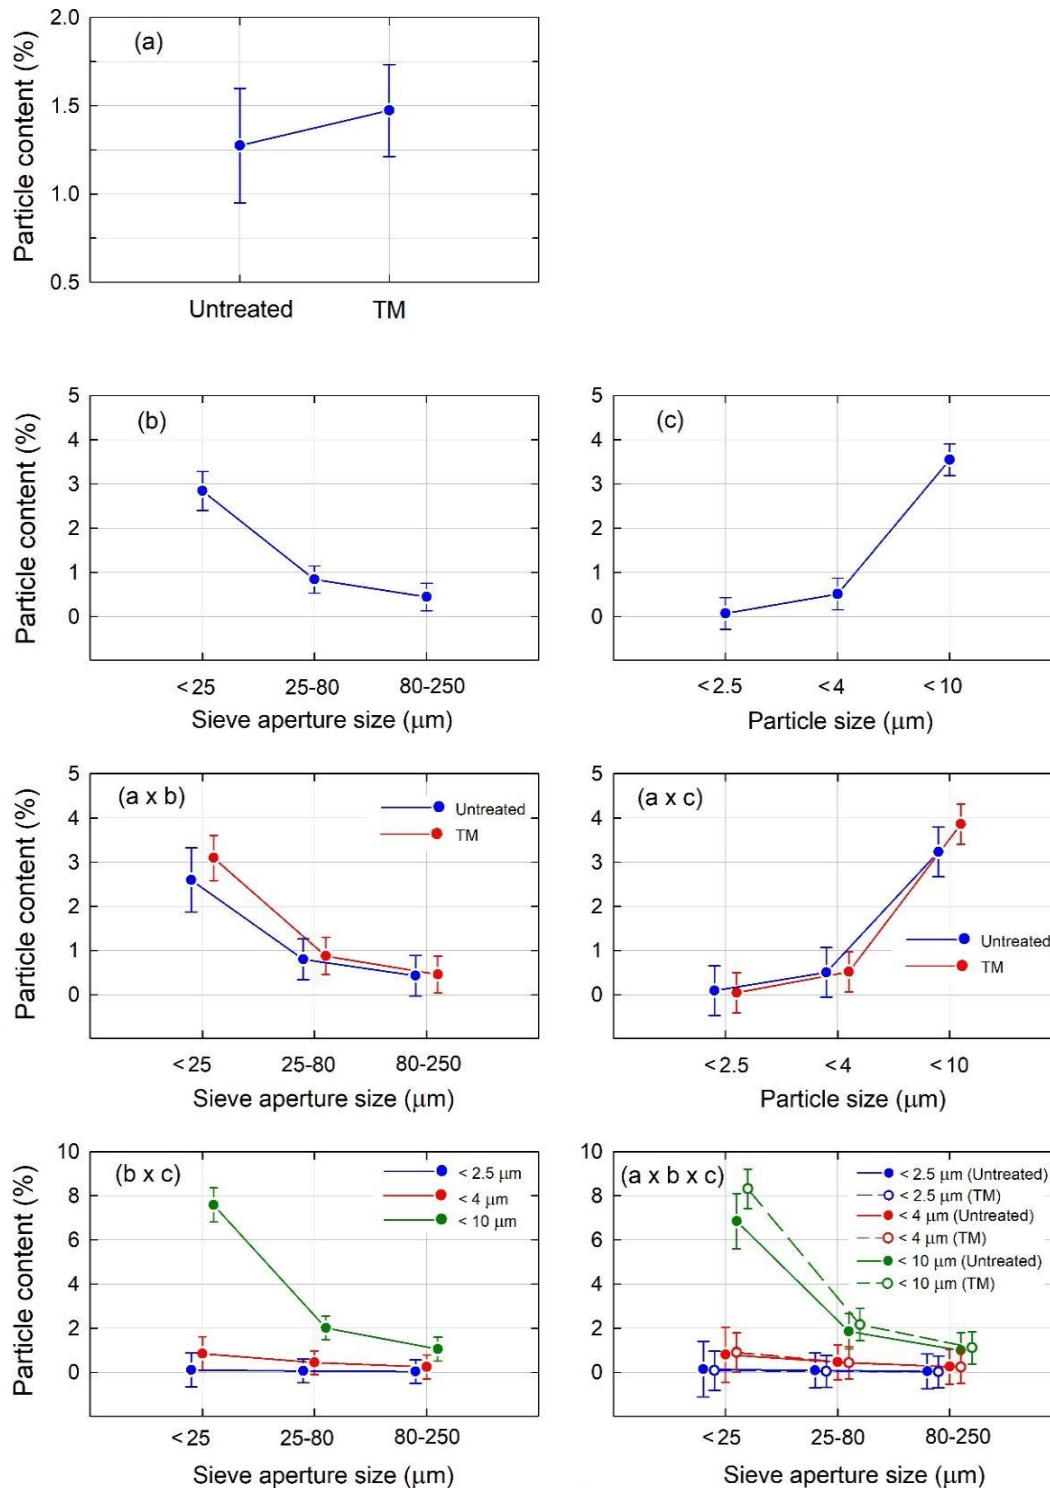 (a)
Particle content (%)
2.0
1.5
1.0
0.5
Untreated TM
(b)
Particle content (%)
5
4
3
2
1
0
<25 25-80 80-250
Sieve aperture size (μm)
(c)
5
4
3
2
1
0
<2.5 <4 <10
Particle size (μm)
(a x b)
Particle content (%)
5
4
3
2
1
0
Untreated
TM
<25 25-80 80-250
Sieve aperture size (μm)
(a x c)
5
4
3
2
1
0
Untreated
TM
<2.5 <4 <10
Particle size (μm)
(b x c)
Particle content (%)
10
8
6
4
2
0
< 2.5 μm
< 4 μm
< 10 μm
<25 25-80 80-250
Sieve aperture size (μm)
(a x b x c)
10
8
6
4
2
0
< 2.5 μm (Untreated)
< 2.5 μm (TM)
< 4 μm (Untreated)
< 4 μm (TM)
< 10 μm (Untreated)
< 10 μm (TM)
<25 25-80 80-250
Sieve aperture size (μm)